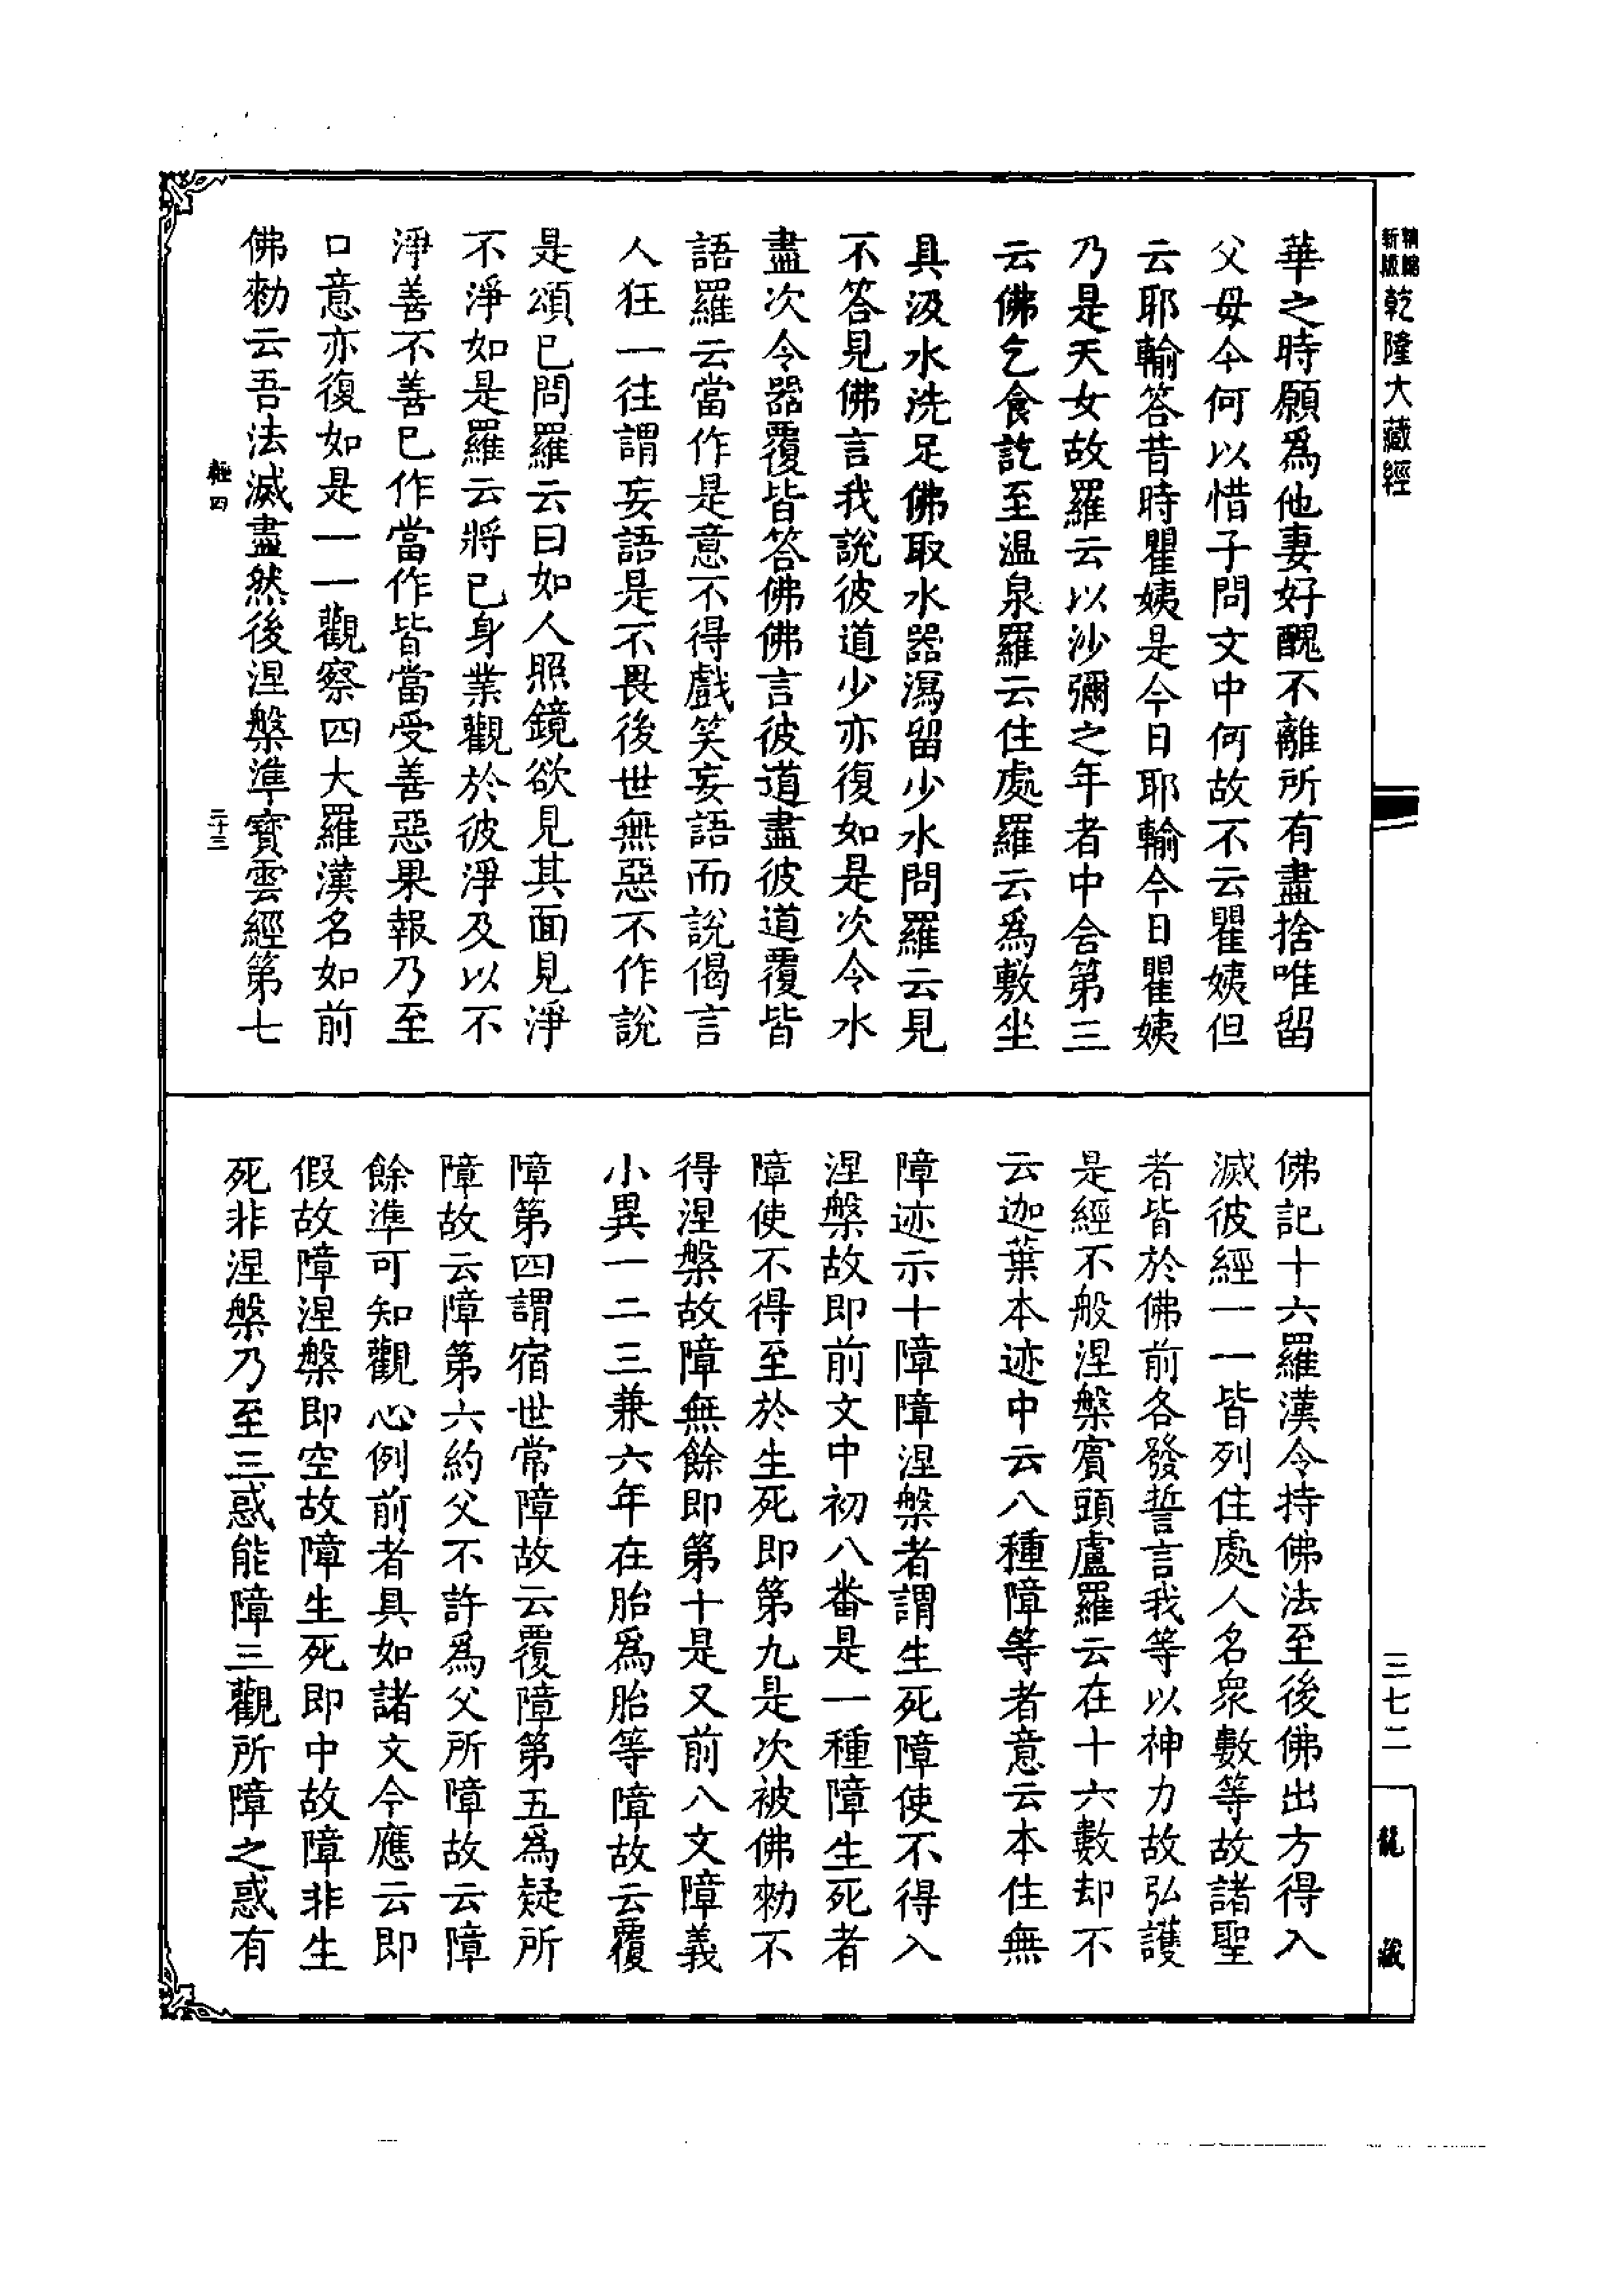 新版精縮乾隆大藏經
華之時願爲他妻好醜不離所有盡捨唯留
父母今何以惜子問文中何故不云瞿姨但
云耶輸答昔時瞿姨是今日耶輸今日瞿姨
乃是天女故羅云以沙彌之年者中含第三
云佛乞食訖至温泉羅云住處羅云爲敷坐
具汲水洗足佛取水器瀉留少水問羅云見
不答見佛言我說彼道少亦復如是次令水
盡次令器覆皆答佛佛言彼道盡彼道覆皆
語羅云當作是意不得戲笑妄語而說偈言
人狂一往謂妄語是不畏後世無惡不作說
是頌已問羅云曰如人照鏡欲見其面見淨
不淨如是羅云將已身業觀於彼淨及以不
淨善不善已作當作皆當受善惡果報乃至
口意亦復如是一一觀察四大羅漢名如前
佛勑云吾法滅盡然後涅槃準寶雲經第七
四
二十三
佛記十六羅漢令持佛法至後佛出方得入
滅彼經一一皆列住處人名衆數等故諸聖
者皆於佛前各發誓言我等以神力故弘護
是經不般涅槃賓頭盧羅云在十六數却不
云迦葉本迹中云八種障等者意云本住無
障迹示十障障涅槃者謂生死障使不得入
涅槃故即前文中初八番是一種障生死者
障使不得至於生死即第九是次被佛勑不
得涅槃故障無餘即第十是又前八文障義
小異一二三兼六年在胎爲胎等障故云覆
障第四謂宿世常障故云覆障第五爲疑所
障故云障第六約父不許爲父所障故云障
餘準可知觀心例前者具如諸文今應云即
假故障涅槃即空故障生死即中故障非生
死非涅槃乃至三惑能障三觀所障之惑有
三七二
龍藏